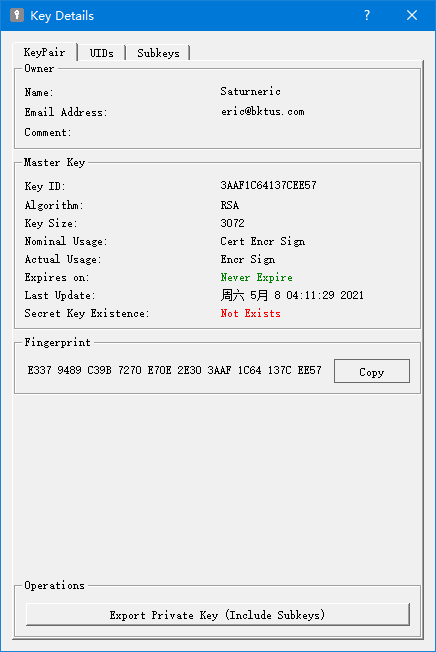 Key Details ?
KeyPair UIDs Subkeys
Owner
Name: Saturneric
Email Address: eric@bktus.com
Comment:
Master Key
Key ID: 3AAF1C64137CEE57
Algorithm: RSA
Key Size: 3072
Nominal Usage: Cert Encr Sign
Actual Usage: Encr Sign
Expires on: Never Expire
Last Update: 周六 5月 8 04:11:29 2021
Secret Key Existence: Not Exists
Fingerprint
E337 9489 C39B 7270 E70E 2E30 3AAF 1C64 137C EE57 Copy
Operations
Export Private Key (Include Subkeys)